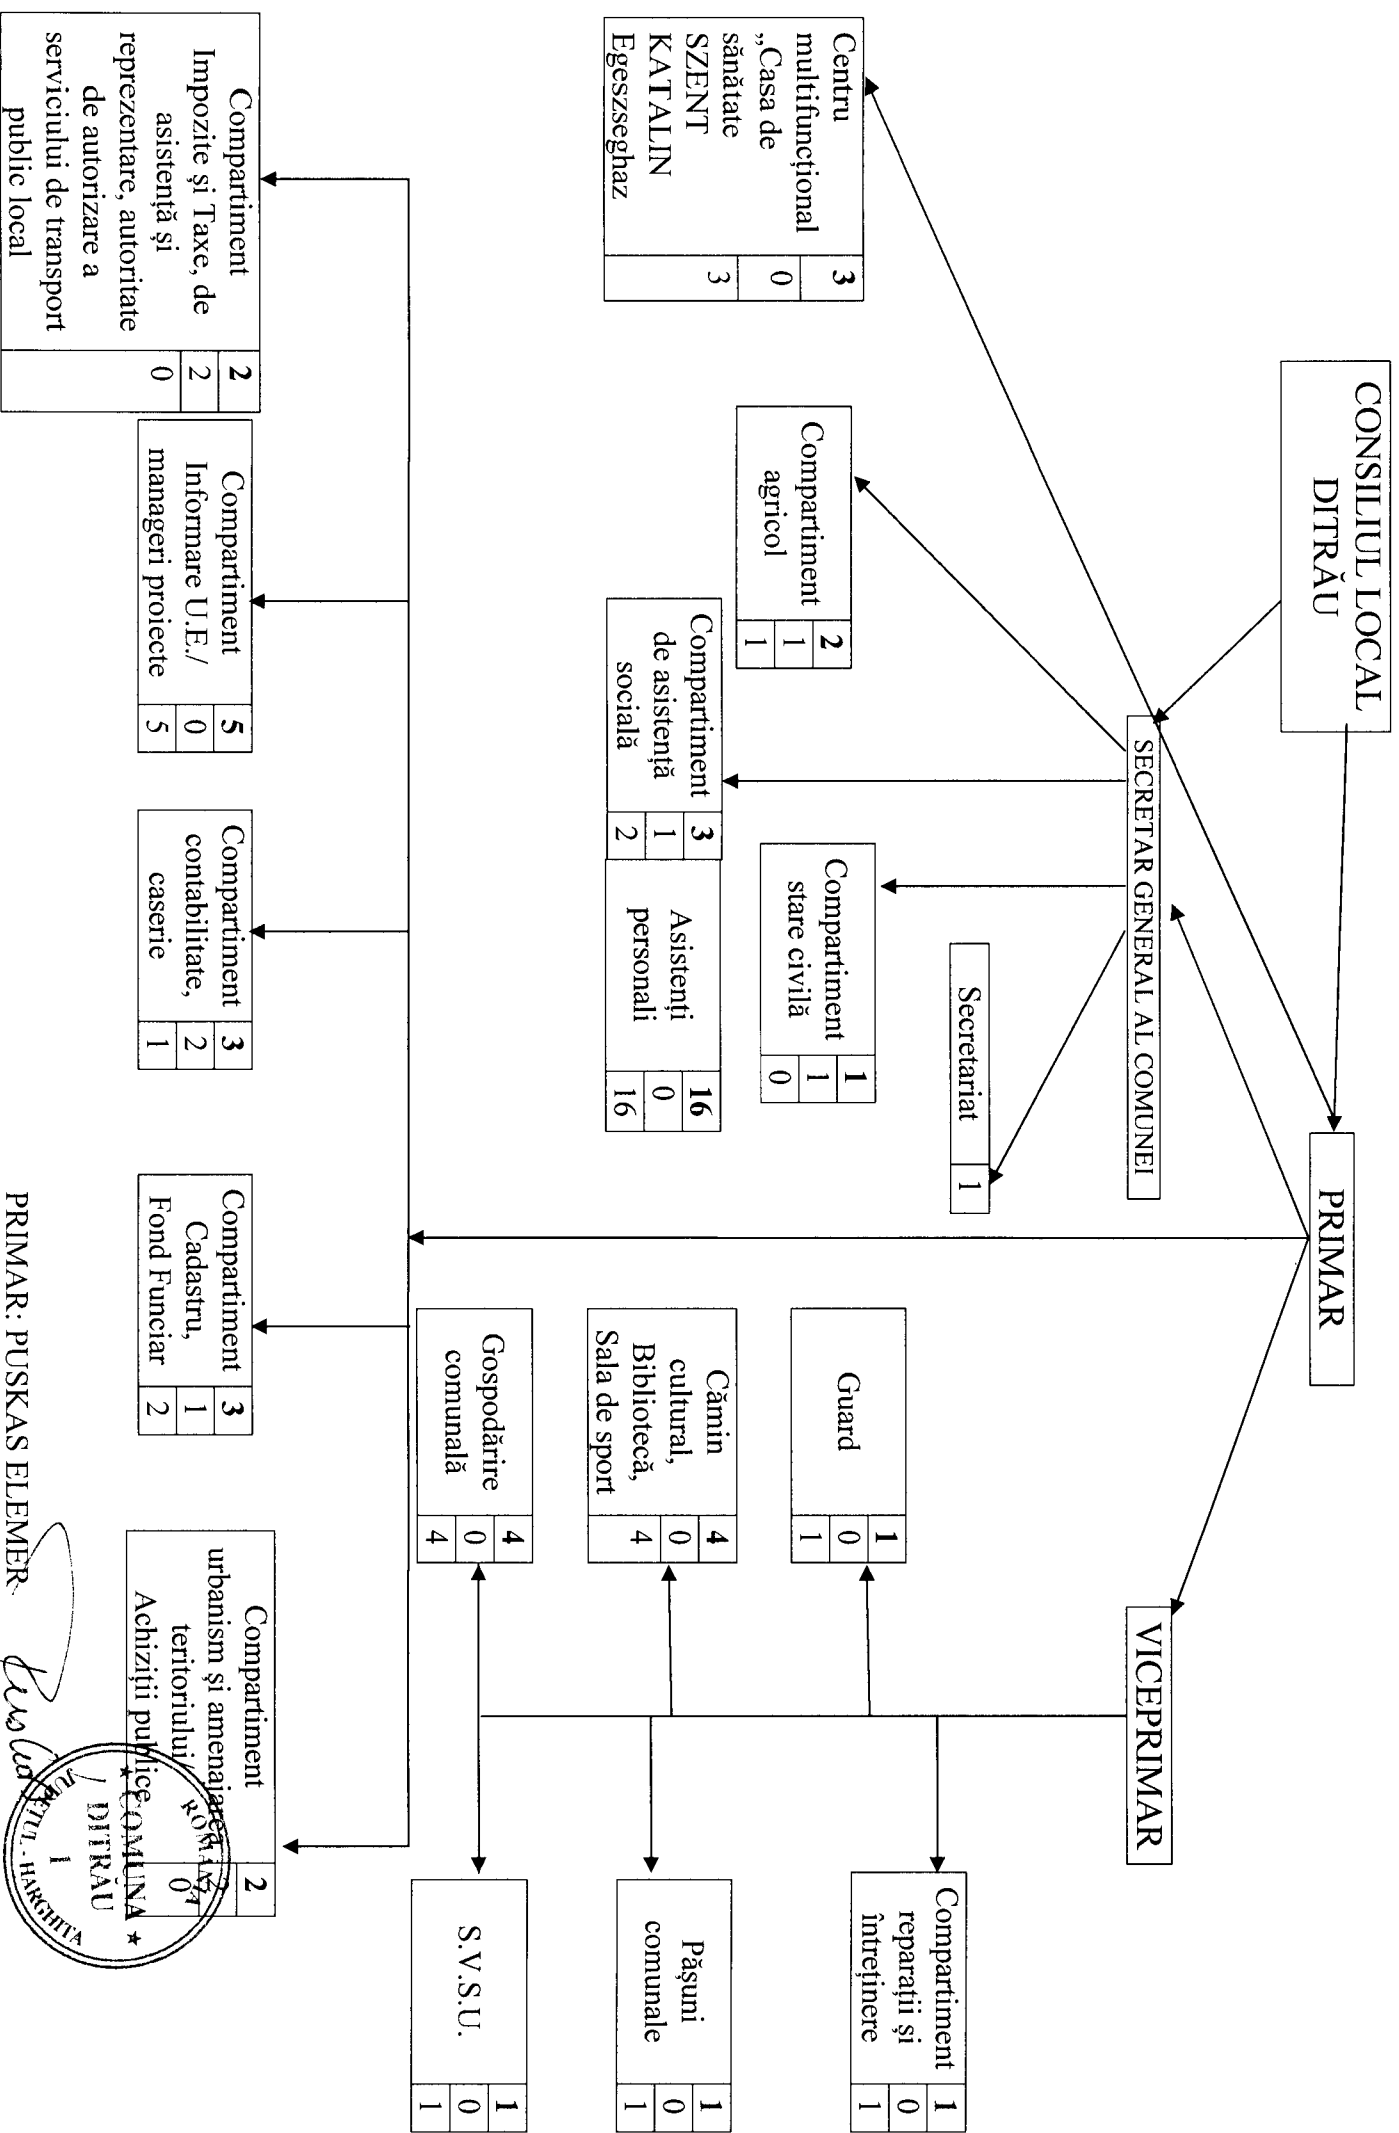 CONSILIUL LOCAL
DITRĂU
PRIMAR
VICEPRIMAR
SECRETAR GENERAL AL COMUNEI
Centru
multifuncțional
„Casa de
sănătate
SZENT
KATALIN
Egeszseghaz
3
0
3
Compartiment
agricol
2
1
1
Compartiment
de asistență
socială
3
1
2
Asistenți
personali
16
0
16
Compartiment
stare civilă
1
1
0
Secretariat
1
Guard
1
0
1
Cămin
cultural,
Bibliotecă,
Sala de sport
4
0
4
Gospodărire
comunală
4
0
4
Compartiment
reparații și
întreținere
1
0
1
Pășuni
comunale
1
0
1
S.V.S.U.
1
0
1
Compartiment
Impozite și Taxe, de
asistență și
reprezentare, autoritate
de autorizare a
serviciului de transport
public local
2
2
0
Compartiment
Informare U.E./
manageri proiecte
5
0
5
Compartiment
contabilitate,
caserie
3
2
1
Compartiment
Cadastru,
Fond Funciar
3
1
2
Compartiment
urbanism și amenajarea
teritoriului/
Achiziții publice
2
2
0
PRIMAR: PUSKAS ELEMER
ROMÂNIA
★ COMUNA ★
DITRĂU
1
JUDEȚUL - HARGHITA